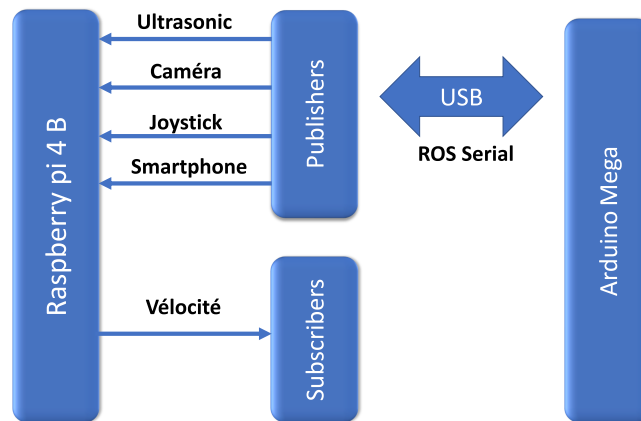 Raspberry pi 4 B
Ultrasonic
Caméra
Joystick
Smartphone
Vélocité
Publishers
Subscribers
USB
ROS Serial
Arduino Mega